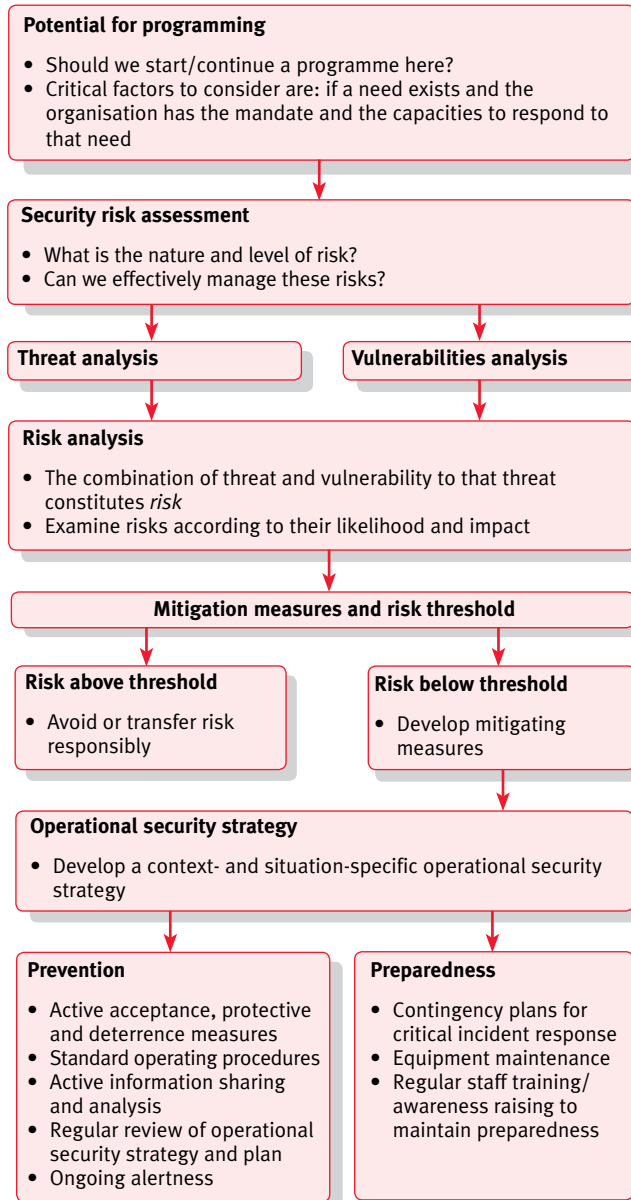 Potential for programming
• Should we start/continue a programme here?
• Critical factors to consider are: if a need exists and the
organisation has the mandate and the capacities to respond to
that need
Security risk assessment
• What is the nature and level of risk?
• Can we effectively manage these risks?
Threat analysis
Vulnerabilities analysis
Risk analysis
• The combination of threat and vulnerability to that threat
constitutes risk
• Examine risks according to their likelihood and impact
Mitigation measures and risk threshold
Risk above threshold
• Avoid or transfer risk
responsibly
Risk below threshold
• Develop mitigating
measures
Operational security strategy
• Develop a context- and situation-specific operational security
strategy
Prevention
• Active acceptance, protective
and deterrence measures
• Standard operating procedures
• Active information sharing
and analysis
• Regular review of operational
security strategy and plan
• Ongoing alertness
Preparedness
• Contingency plans for
critical incident response
• Equipment maintenance
• Regular staff training/
awareness raising to
maintain preparedness